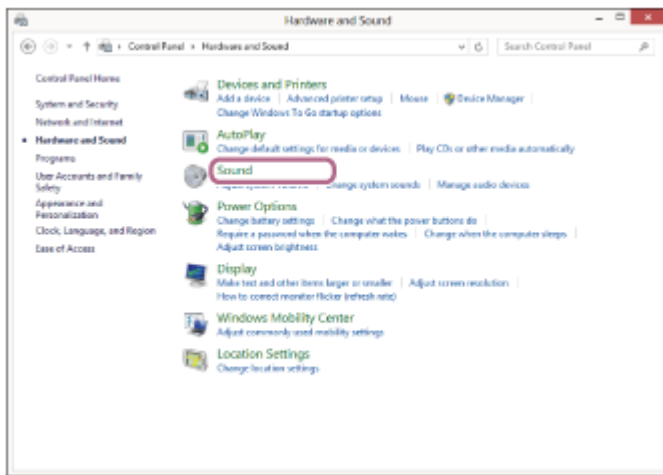 Hardware and Sound
Control Panel › Hardware and Sound
Search Control Panel
Control Panel Home
System and Security
Network and Internet
Hardware and Sound
Programs
User Accounts and Family
Safety
Appearance and
Personalization
Clock, Language, and Region
Ease of Access
Devices and Printers
Add a device | Advanced printer setup | Mouse | Device Manager
Change Windows To Go startup options
AutoPlay
Change default settings for media or devices | Play CDs or other media automatically
Sound
Adjust system volume | Change system sounds | Manage audio devices
Power Options
Change battery settings | Change what the power buttons do
Require a password when the computer wakes | Change when the computer sleeps
Adjust screen brightness
Display
Make text and other items larger or smaller | Adjust screen resolution
How to correct monitor flicker (refresh rate)
Windows Mobility Center
Adjust commonly used mobility settings
Location Settings
Change location settings